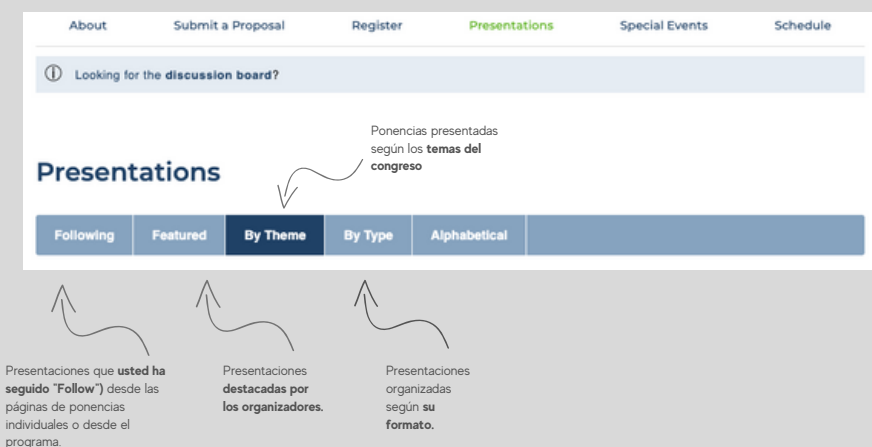 About Submit a Proposal Register Presentations Special Events Schedule
Looking for the discussion board?
Ponencias presentadas
según los temas del
congreso
Presentations
Following Featured By Theme By Type Alphabetical
Presentaciones que usted ha
seguido "Follow") desde las
páginas de ponencias
individuales o desde el
programa.
Presentaciones
destacadas por
los organizadores.
Presentaciones
organizadas
según su
formato.